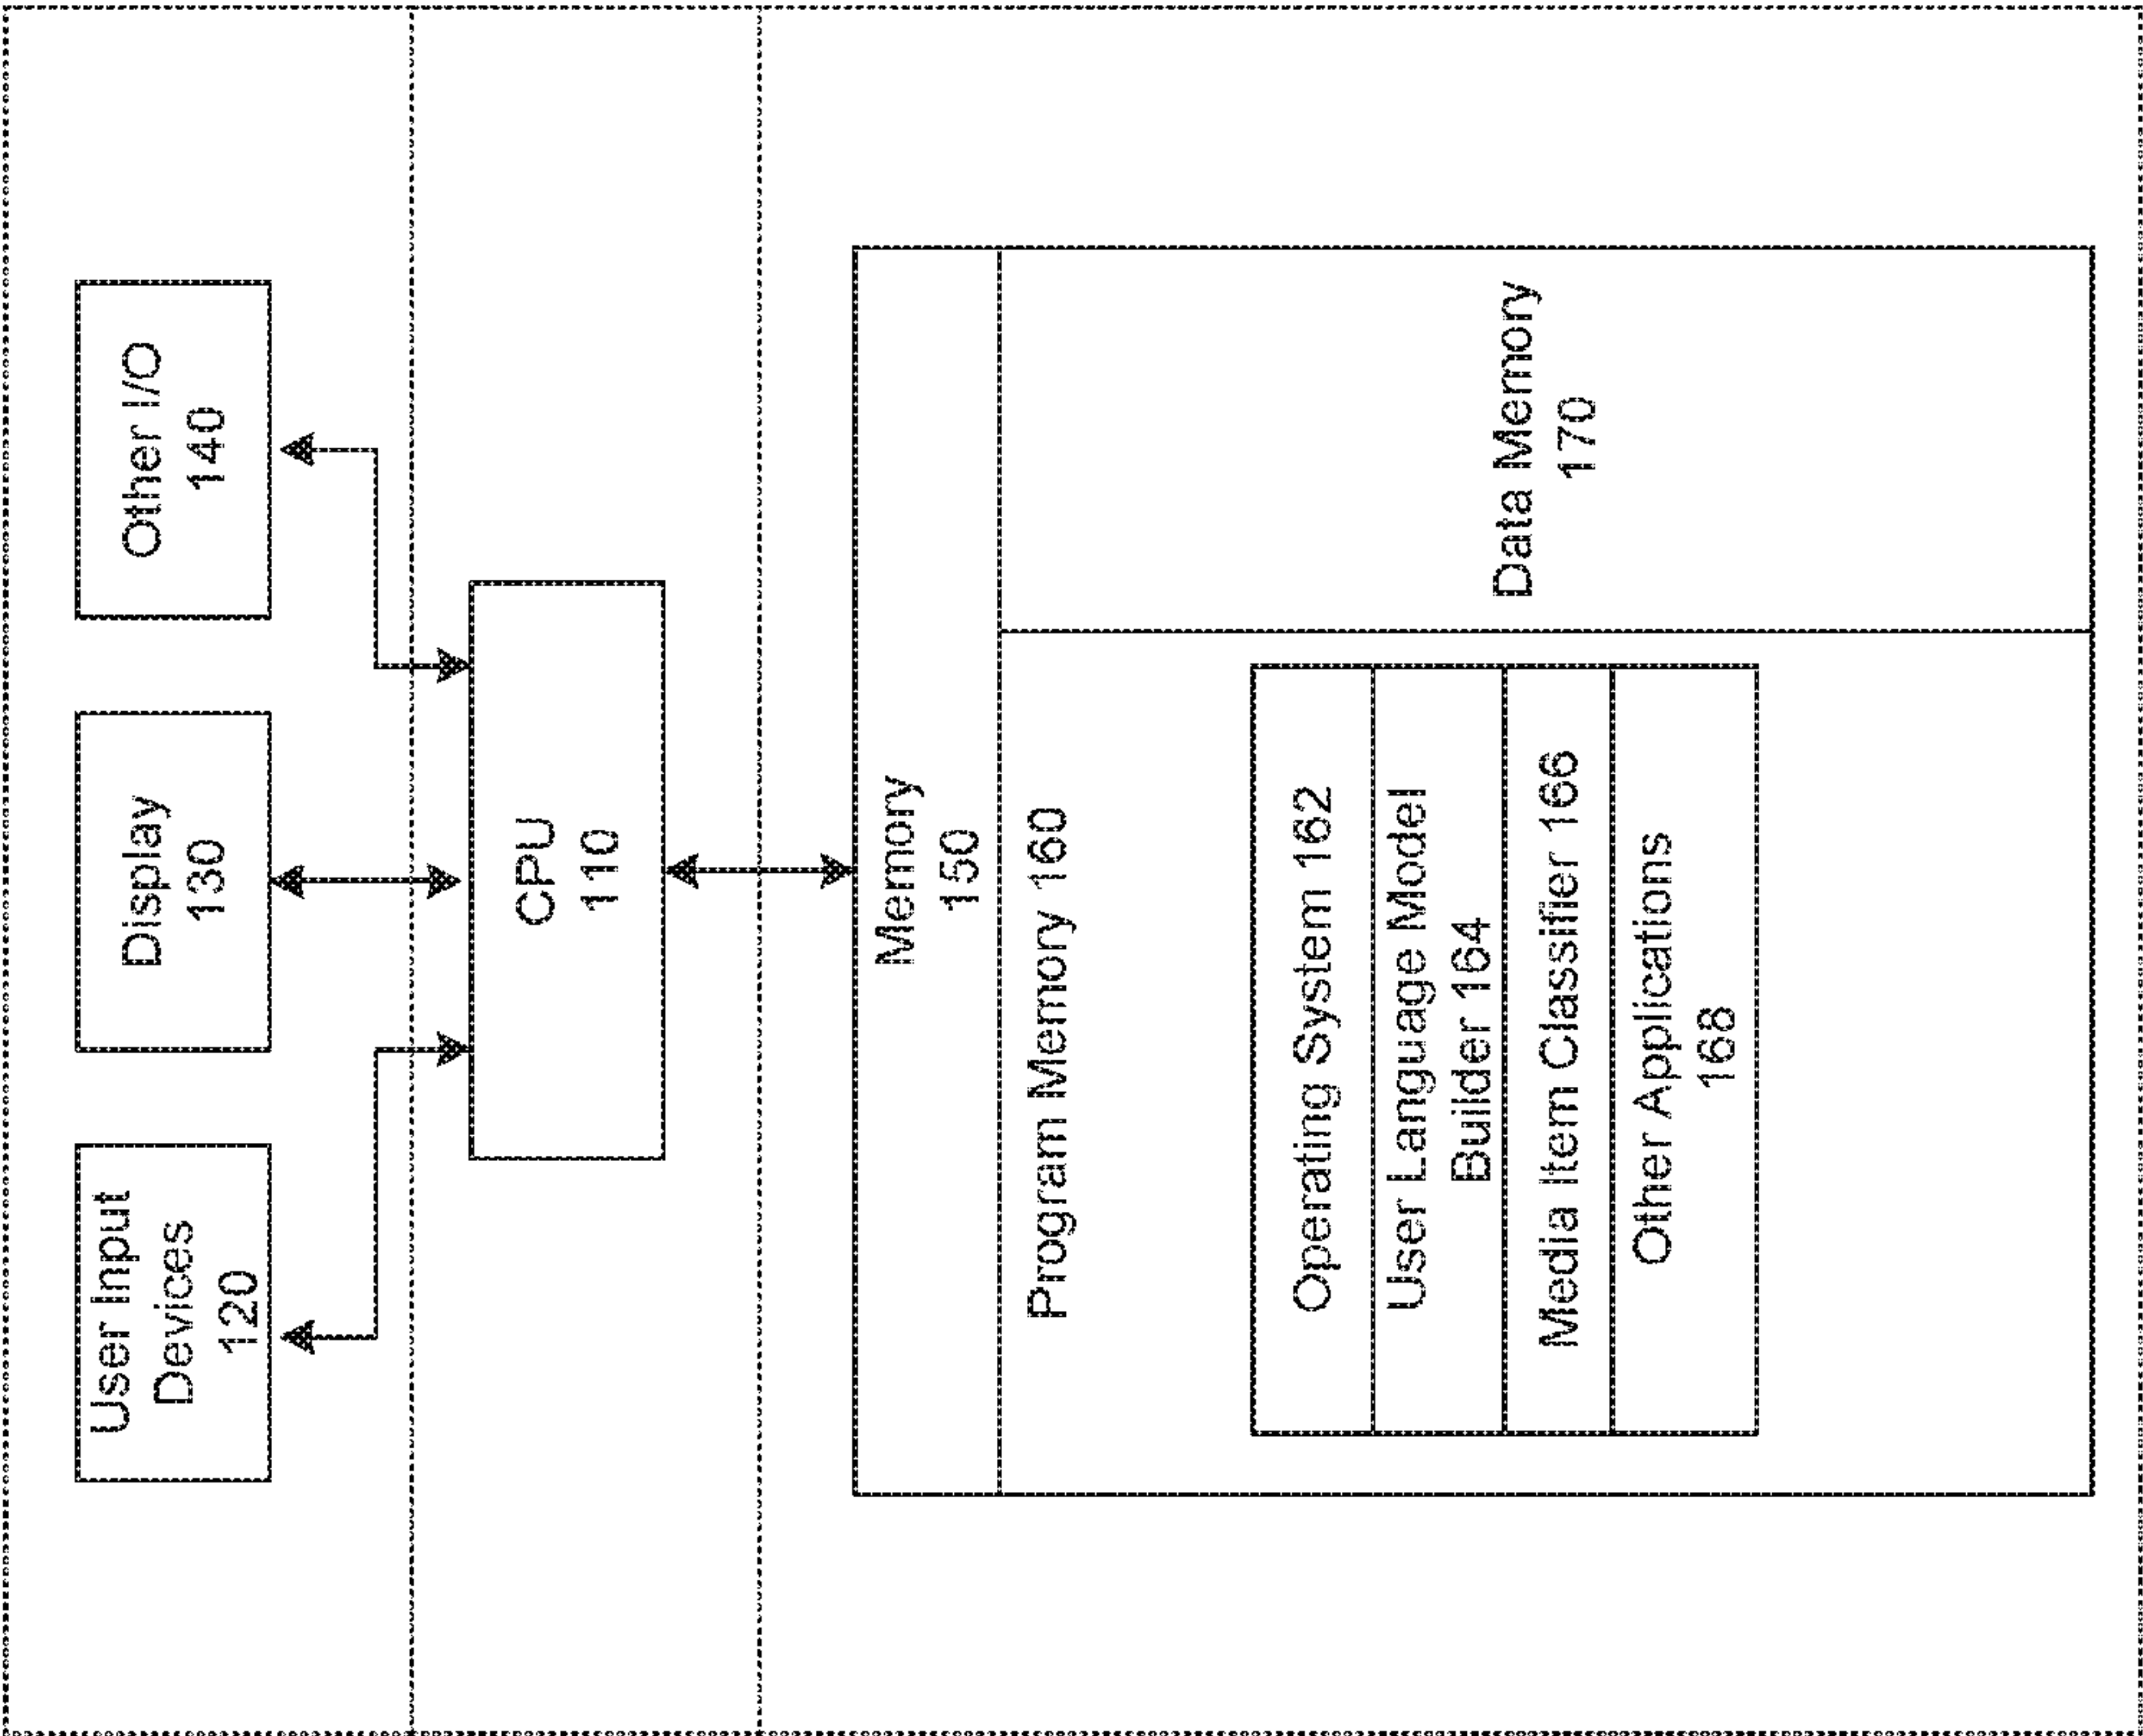 User Input
Devices
120
Display
130
Other I/O
140
CPU
110
Memory
150
Program Memory 160
Operating System 162
User Language Model
Builder 164
Media Item Classifier 166
Other Applications
168
Data Memory
170